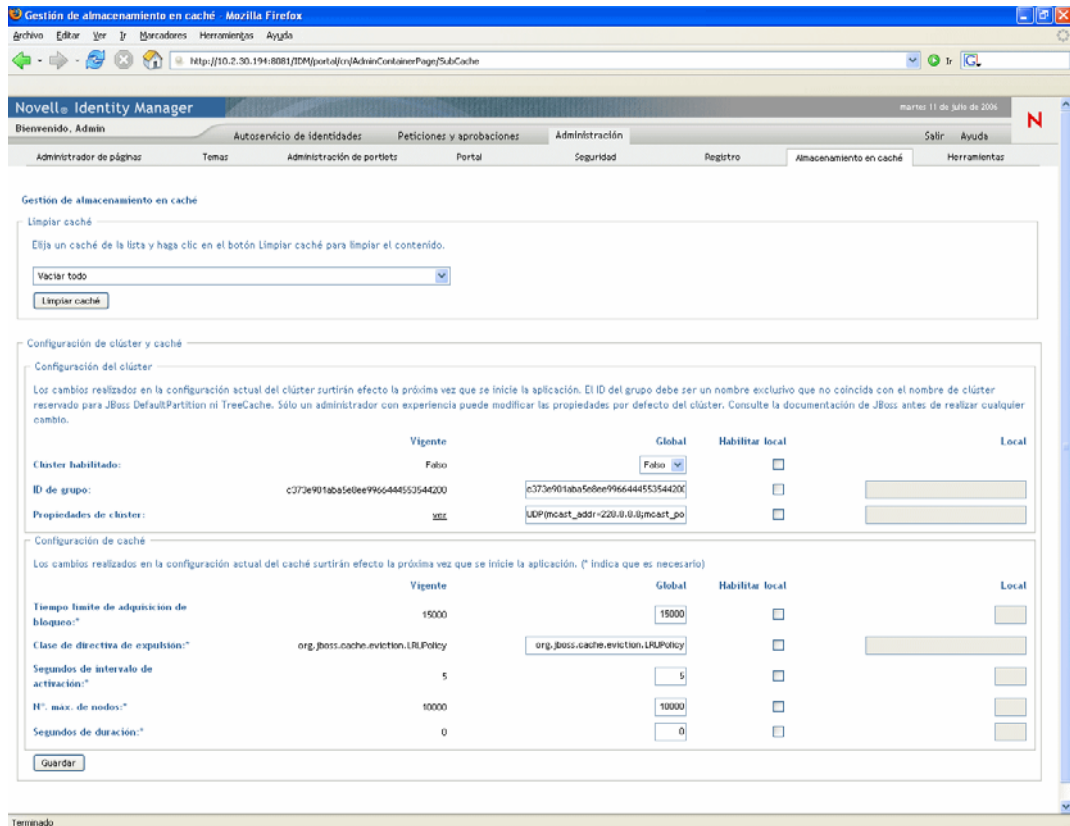 Gestión de almacenamiento en caché - Mozilla Firefox
Archivo Editar Ver Ir Marcadores Herramientas Ayuda
http://10.2.30.194:8081/IDM/portal/cn/AdminContainerPage/SubCache Ir
Novell® Identity Manager martes 11 de julio de 2006
Bienvenido, Admin Autoservicio de identidades Peticiones y aprobaciones Administración Salir Ayuda N
Administrador de páginas Temas Administración de portlets Portal Seguridad Registro Almacenamiento en caché Herramientas
Gestión de almacenamiento en caché
Limpiar caché
Elija un caché de la lista y haga clic en el botón Limpiar caché para limpiar el contenido.
Vaciar todo
Limpiar caché
Configuración de clúster y caché
Configuración del clúster
Los cambios realizados en la configuración actual del clúster surtirán efecto la próxima vez que se inicie la aplicación. El ID del grupo debe ser un nombre exclusivo que no coincida con el nombre de clúster
reservado para JBoss DefaultPartition ni TreeCache. Sólo un administrador con experiencia puede modificar las propiedades por defecto del clúster. Consulte la documentación de JBoss antes de realizar cualquier
cambio.
Vigente Global Habilitar local Local
Clúster habilitado: Falso Falso
ID de grupo: c373e901aba5e8ee9966444553544200 c373e901aba5e8ee9966444553544200
Propiedades de clúster: ver UDP(mcast_addr=228.8.8.8;mcast_po
Configuración de caché
Los cambios realizados en la configuración actual del caché surtirán efecto la próxima vez que se inicie la aplicación. (* indica que es necesario)
Vigente Global Habilitar local Local
Tiempo límite de adquisición de
bloqueo:* 15000 15000
Clase de directiva de expulsión:* org.jboss.cache.eviction.LRUPolicy org.jboss.cache.eviction.LRUPolicy
Segundos de intervalo de
activación:* 5 5
Nº. máx. de nodos:* 10000 10000
Segundos de duración:* 0 0
Guardar
Terminado